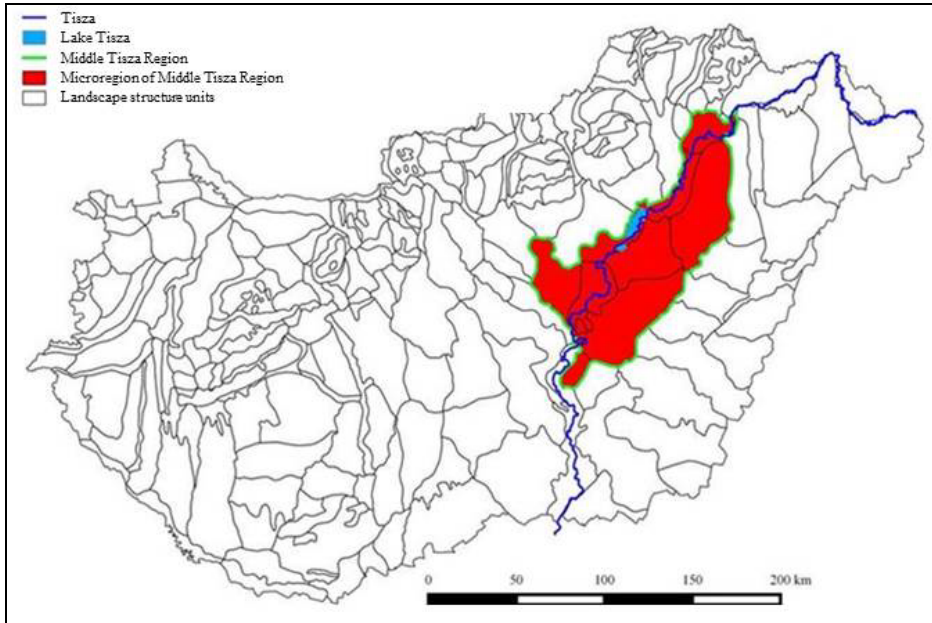 Tisza
Lake Tisza
Middle Tisza Region
Microregion of Middle Tisza Region
Landscape structure units
0 50 100 150 200 km